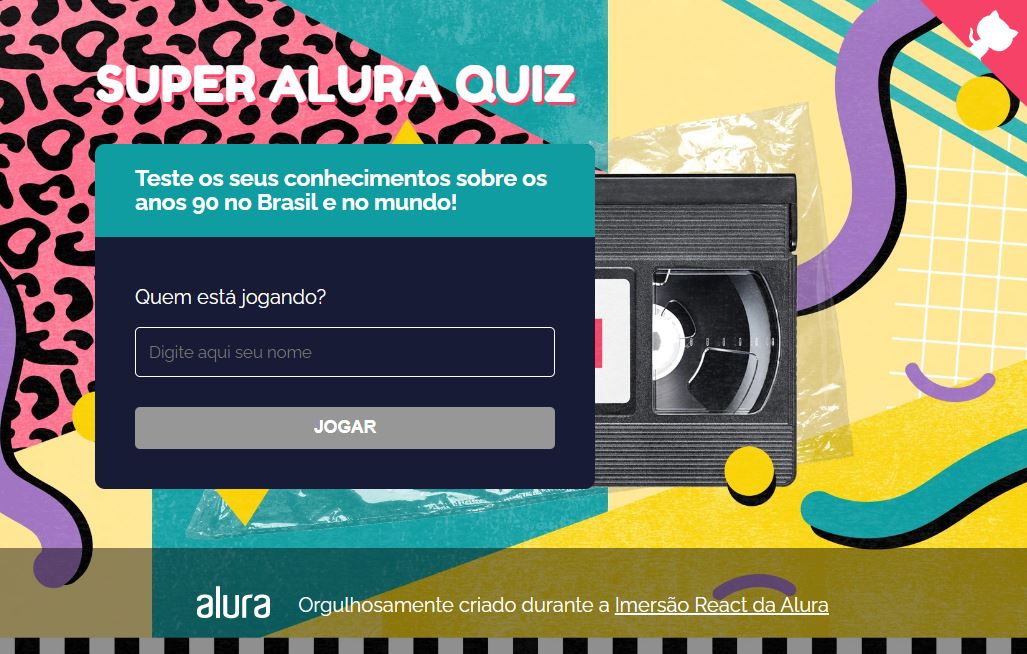 SUPER ALURA QUIZ
Teste os seus conhecimentos sobre os
anos 90 no Brasil e no mundo!
Quem está jogando?
Digite aqui seu nome
JOGAR
alura Orgulhosamente criado durante a Imersão React da Alura